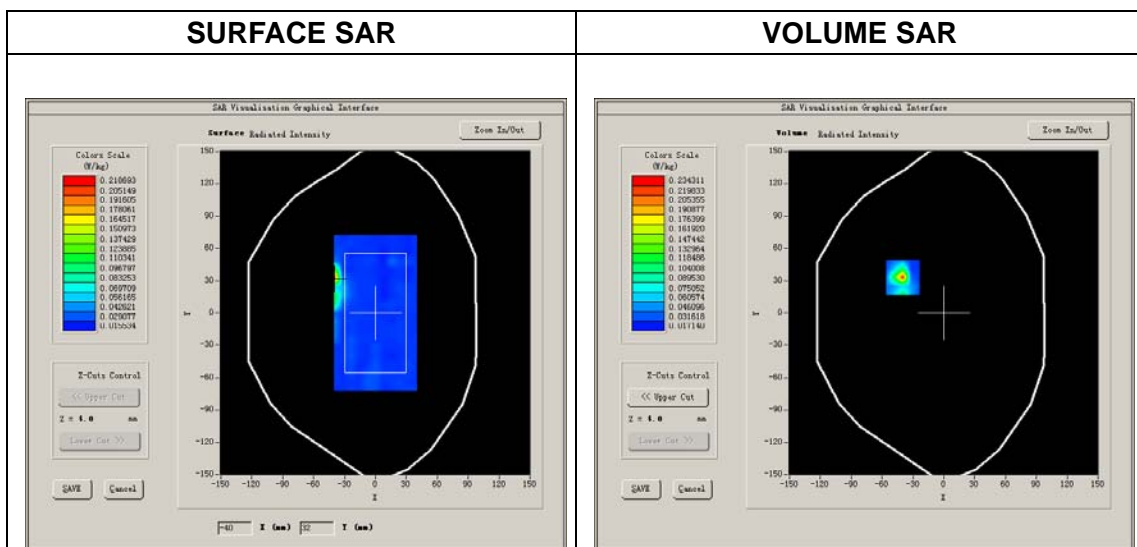 SURFACE SAR
VOLUME SAR
SAR Visualisation Graphical Interface
Surface Radiated Intensity
Zoom In/Out
Colors Scale
(W/kg)
0.218693
0.205149
0.191605
0.178061
0.164517
0.150973
0.137429
0.123885
0.110341
0.096797
0.083253
0.069709
0.056165
0.042621
0.029077
0.015534
Z-Cuts Control
<< Upper Cut
Z = 4.0 mm
Lower Cut >>
SAVE
Cancel
150
120
90
60
30
0
-30
-60
-90
-120
-150
Y
-150 -120 -90 -60 -30 0 30 60 90 120 150
X
-40 X (mm) 32 Y (mm)
SAR Visualisation Graphical Interface
Volume Radiated Intensity
Zoom In/Out
Colors Scale
(W/kg)
0.234311
0.219833
0.205355
0.190877
0.176399
0.161920
0.147442
0.132964
0.118486
0.104008
0.089530
0.075052
0.060574
0.046096
0.031618
0.017140
Z-Cuts Control
<< Upper Cut
Z = 4.0 mm
Lower Cut >>
SAVE
Cancel
150
120
90
60
30
0
-30
-60
-90
-120
-150
Y
-150 -120 -90 -60 -30 0 30 60 90 120 150
X